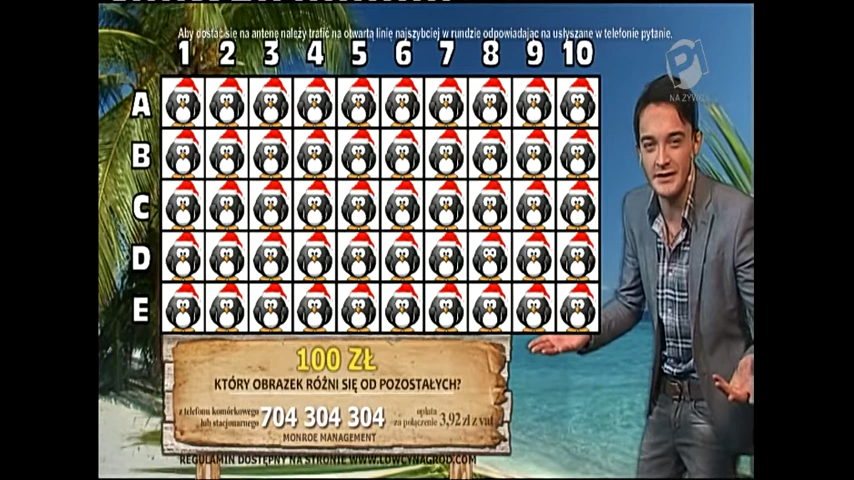 Aby dostać się na antenę należy trafić na otwartą linię najszybciej w rundzie odpowiadając na usłyszane w telefonie pytanie.
1 2 3 4 5 6 7 8 9 10
NA ŻYWO
A
B
C
D
E
100 ZŁ
KTÓRY OBRAZEK RÓŻNI SIĘ OD POZOSTAŁYCH?
z telefonu komórkowego
lub stacjonarnego
704 304 304
opłata
za połączenie
3,92 zł z vat
MONROE MANAGEMENT
REGULAMIN DOSTĘPNY NA STRONIE WWW.LOWCYNAGROD.COM